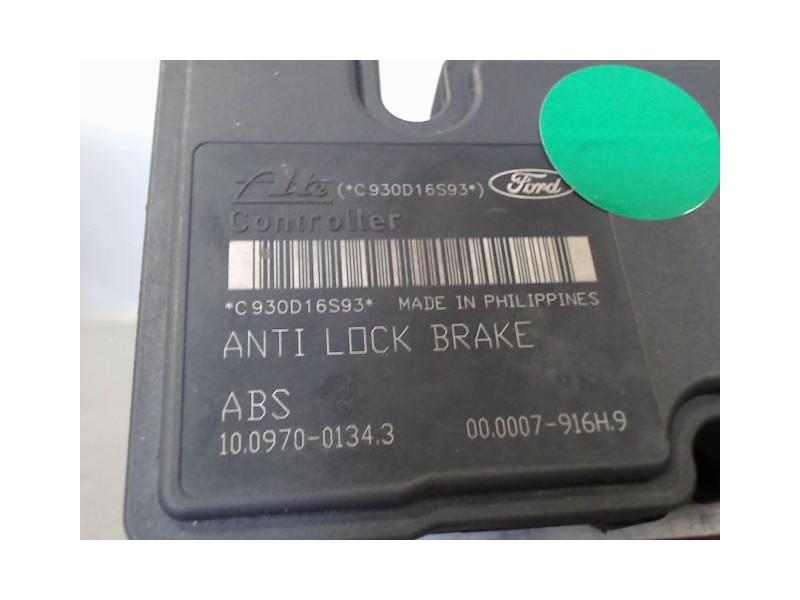 Ate (*C930D16S93*) Ford
Controller
*C930D16S93* MADE IN PHILIPPINES
ANTI LOCK BRAKE
ABS
10.0970-0134.3 00.0007-916H.9